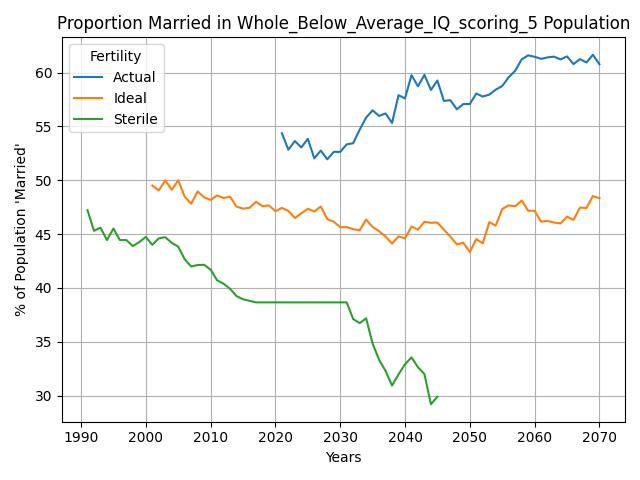 Proportion Married in Whole_Below_Average_IQ_scoring_5 Population
Fertility
Actual
Ideal
Sterile
% of Population 'Married'
60
55
50
45
40
35
30
1990 2000 2010 2020 2030 2040 2050 2060 2070
Years